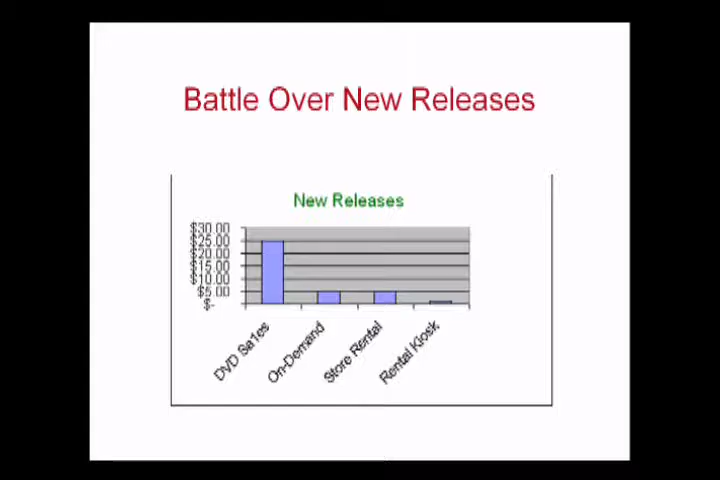 Battle Over New Releases
New Releases
$30.00
$25.00
$20.00
$15.00
$10.00
$5.00
$-
DVD Sales
On-Demand
Store Rental
Rental Kiosk